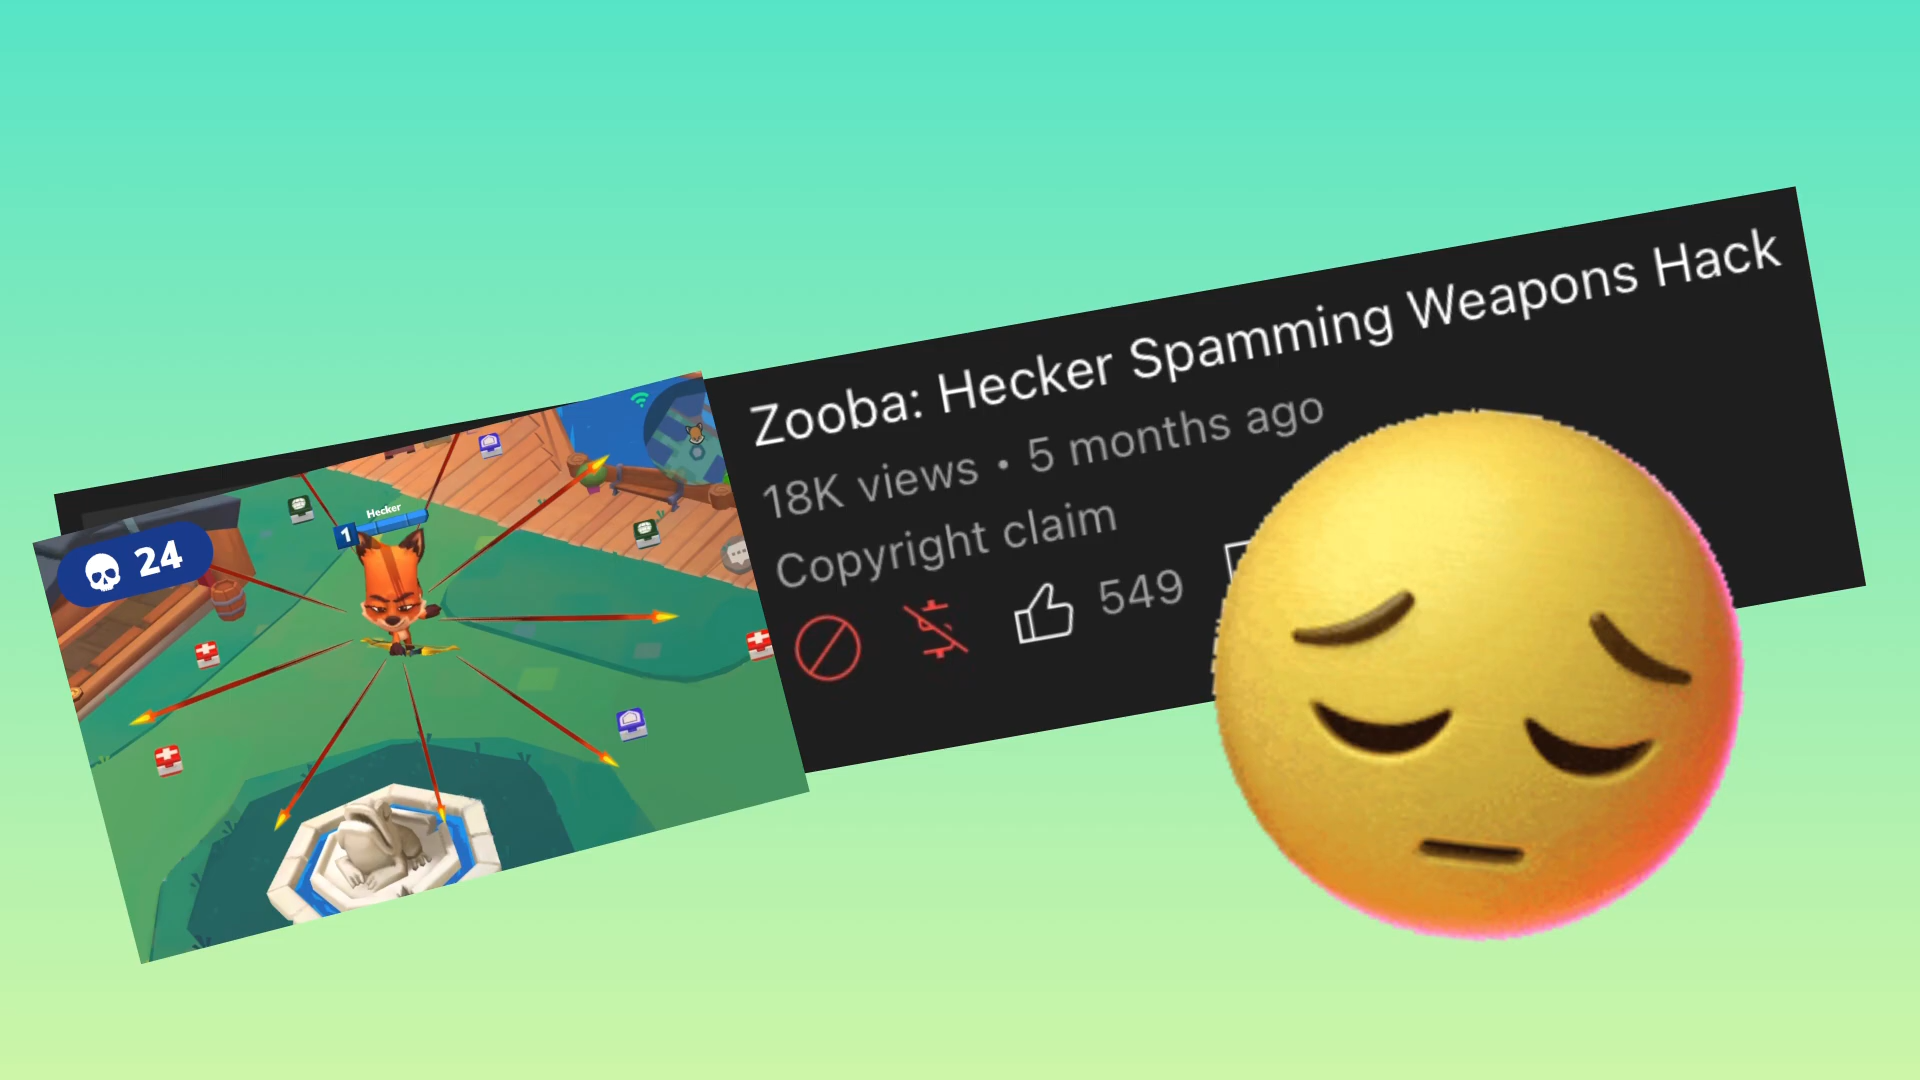 Zooba: Hecker Spamming Weapons Hack
18K views • 5 months ago
Copyright claim
549
24
1
Hecker